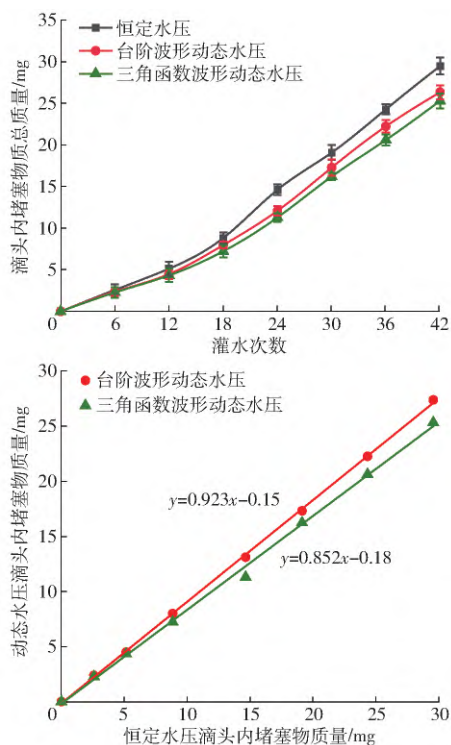 滴头内堵塞物质总质量/mg
35
30
25
20
15
10
5
0
恒定水压
台阶波形动态水压
三角函数波形动态水压
6 12 18 24 30 36 42
灌水次数
动态水压滴头内堵塞物质质量/mg
30
25
20
15
10
5
0
台阶波形动态水压
三角函数波形动态水压
y=0.923x−0.15
y=0.852x−0.18
5 10 15 20 25 30
恒定水压滴头内堵塞物质质量/mg